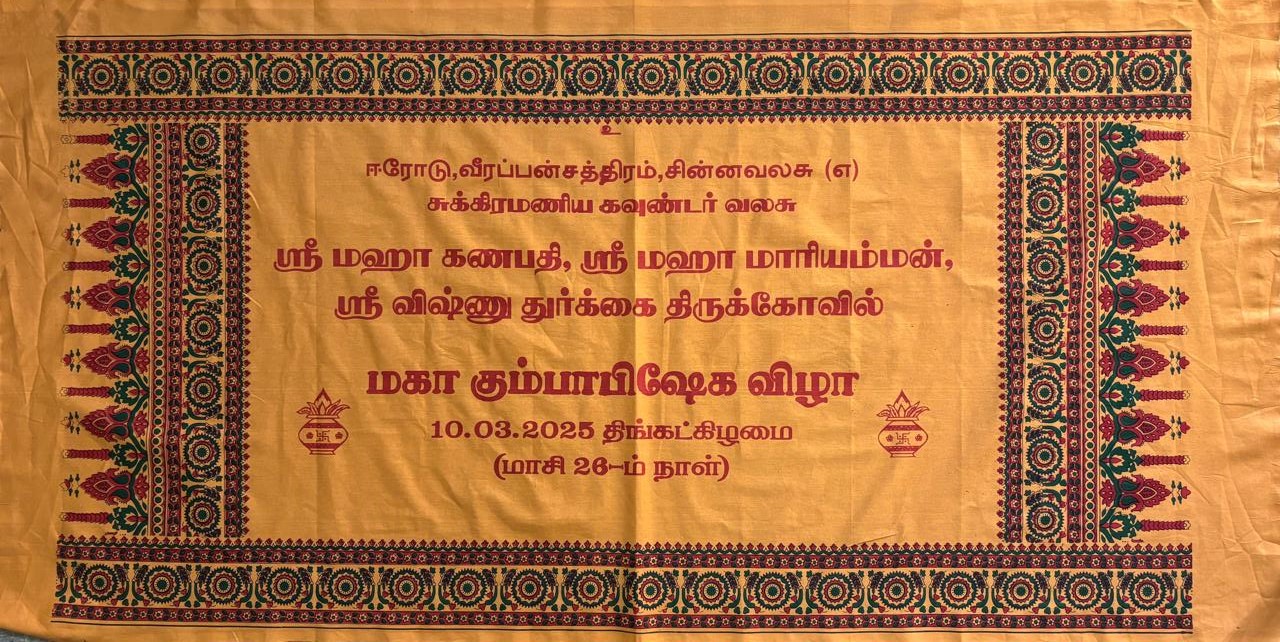 உ
ஈரோடு,வீரப்பன்சத்திரம்,சின்னவலசு (எ)
சுக்கிரமணிய கவுண்டர் வலசு
ஸ்ரீ மஹா கணபதி, ஸ்ரீ மஹா மாரியம்மன்,
ஸ்ரீ விஷ்ணு துர்க்கை திருக்கோவில்
மகா கும்பாபிஷேக விழா
10.03.2025 திங்கட்கிழமை
(மாசி 26-ம் நாள்)